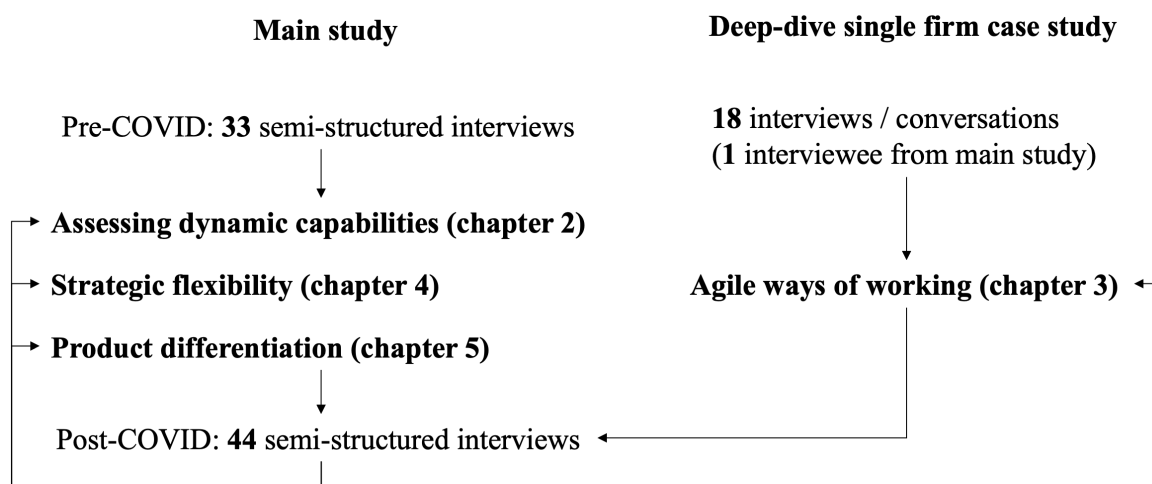 Main study
Pre-COVID: 33 semi-structured interviews
Assessing dynamic capabilities (chapter 2)
Strategic flexibility (chapter 4)
Product differentiation (chapter 5)
Post-COVID: 44 semi-structured interviews
Deep-dive single firm case study
18 interviews / conversations
(1 interviewee from main study)
Agile ways of working (chapter 3)